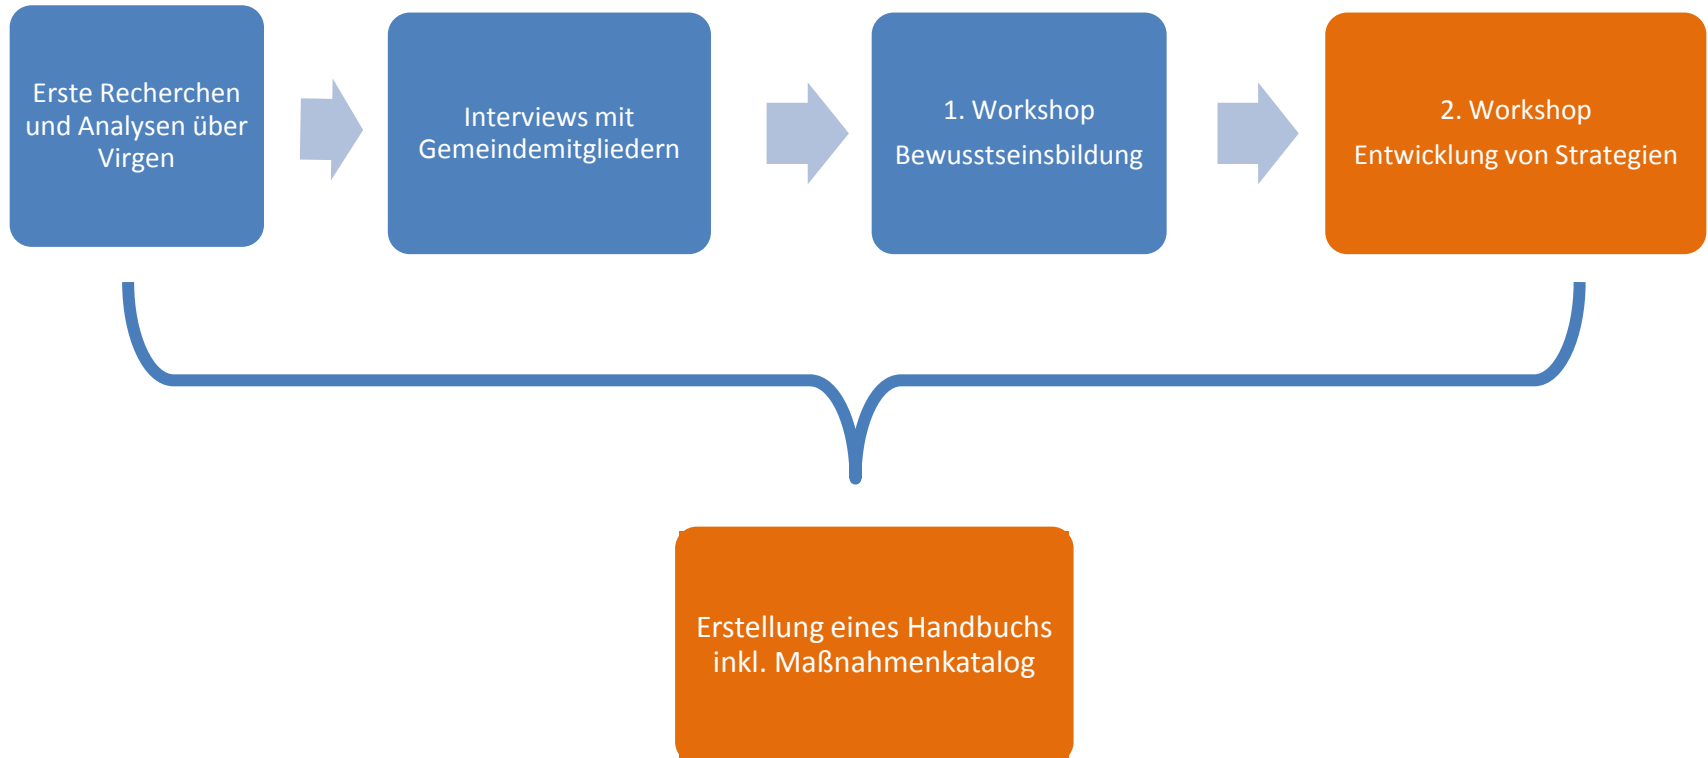 Erste Recherchen
und Analysen über
Virgen
Interviews mit
Gemeindemitgliedern
1. Workshop
Bewusstseinsbildung
2. Workshop
Entwicklung von Strategien
Erstellung eines Handbuchs
inkl. Maßnahmenkatalog